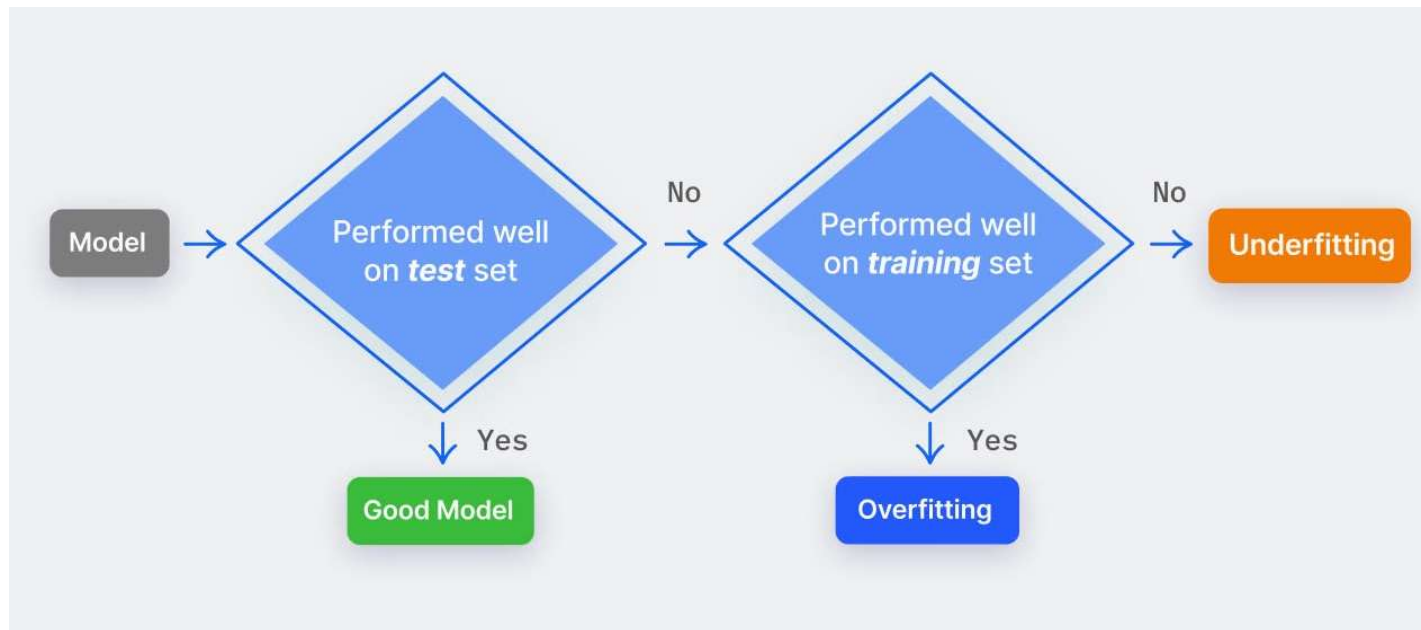 Model
Performed well
on test set
No
Performed well
on training set
No
Underfitting
Yes
Good Model
Yes
Overfitting